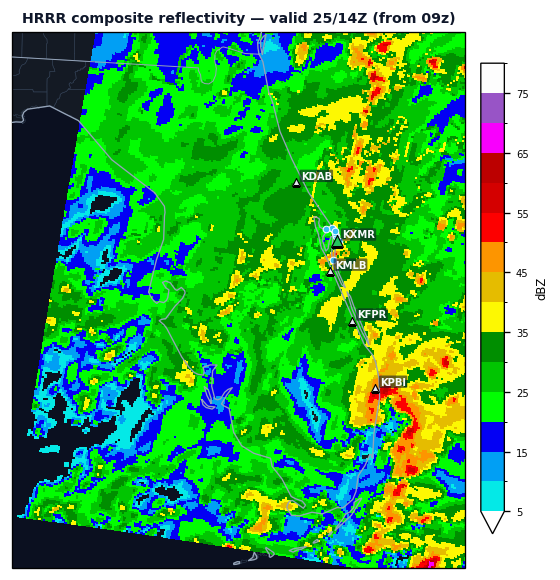 HRRR composite reflectivity — valid 25/14Z (from 09z)
KDAB
KXMR
KMLB
KFPR
KPBI
75
65
55
45
35
25
15
5
dBZ